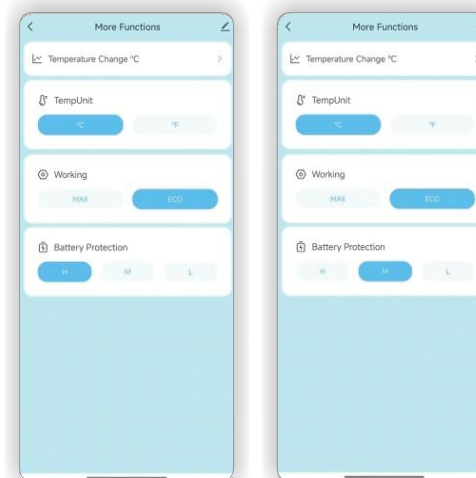 More Functions
Temperature Change °C
TempUnit
°C °F
Working
MAX ECO
Battery Protection
H M L
More Functions
Temperature Change °C
TempUnit
°C °F
Working
MAX ECO
Battery Protection
H M L